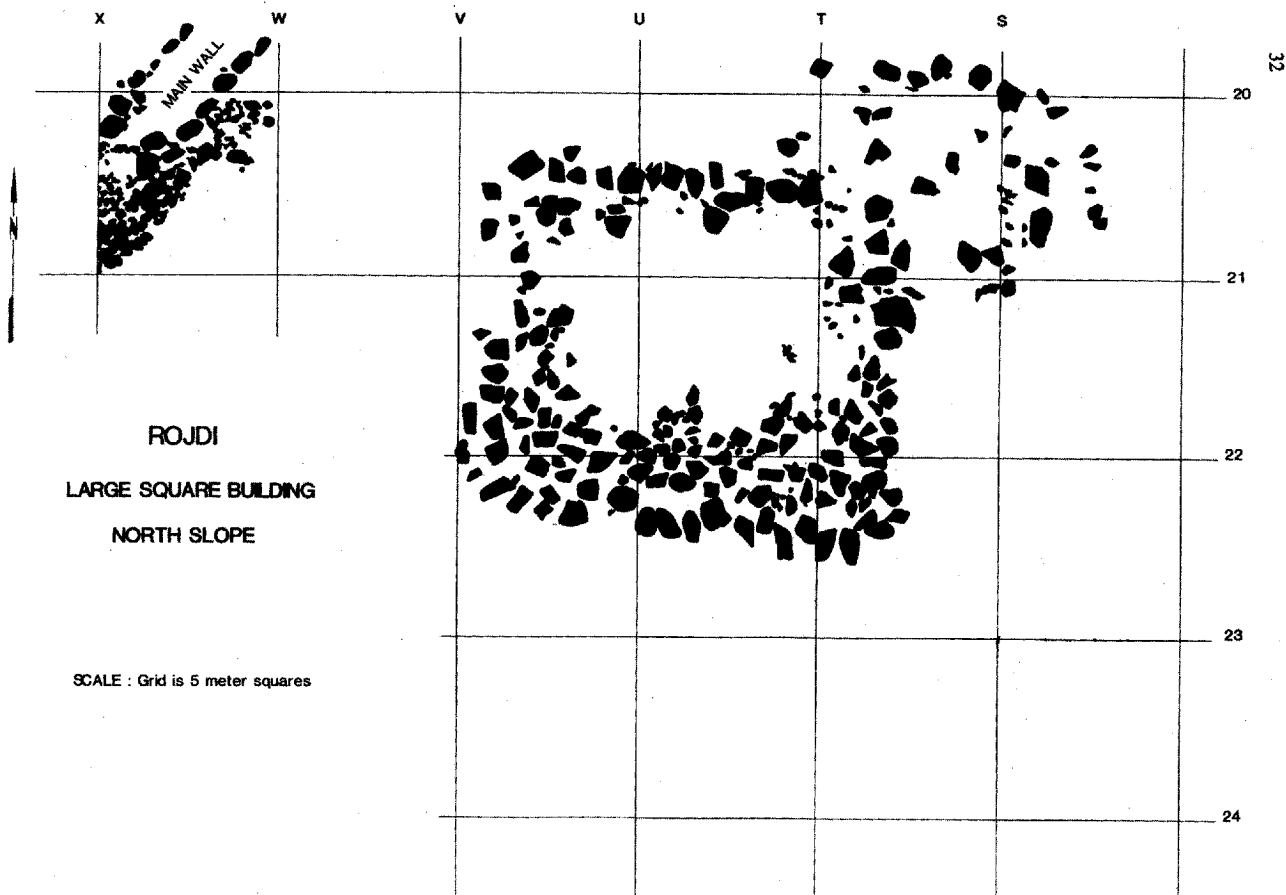 X W V U T S
32
MAIN WALL
20
N
21
ROJDI
22
LARGE SQUARE BUILDING
NORTH SLOPE
23
SCALE : Grid is 5 meter squares
24